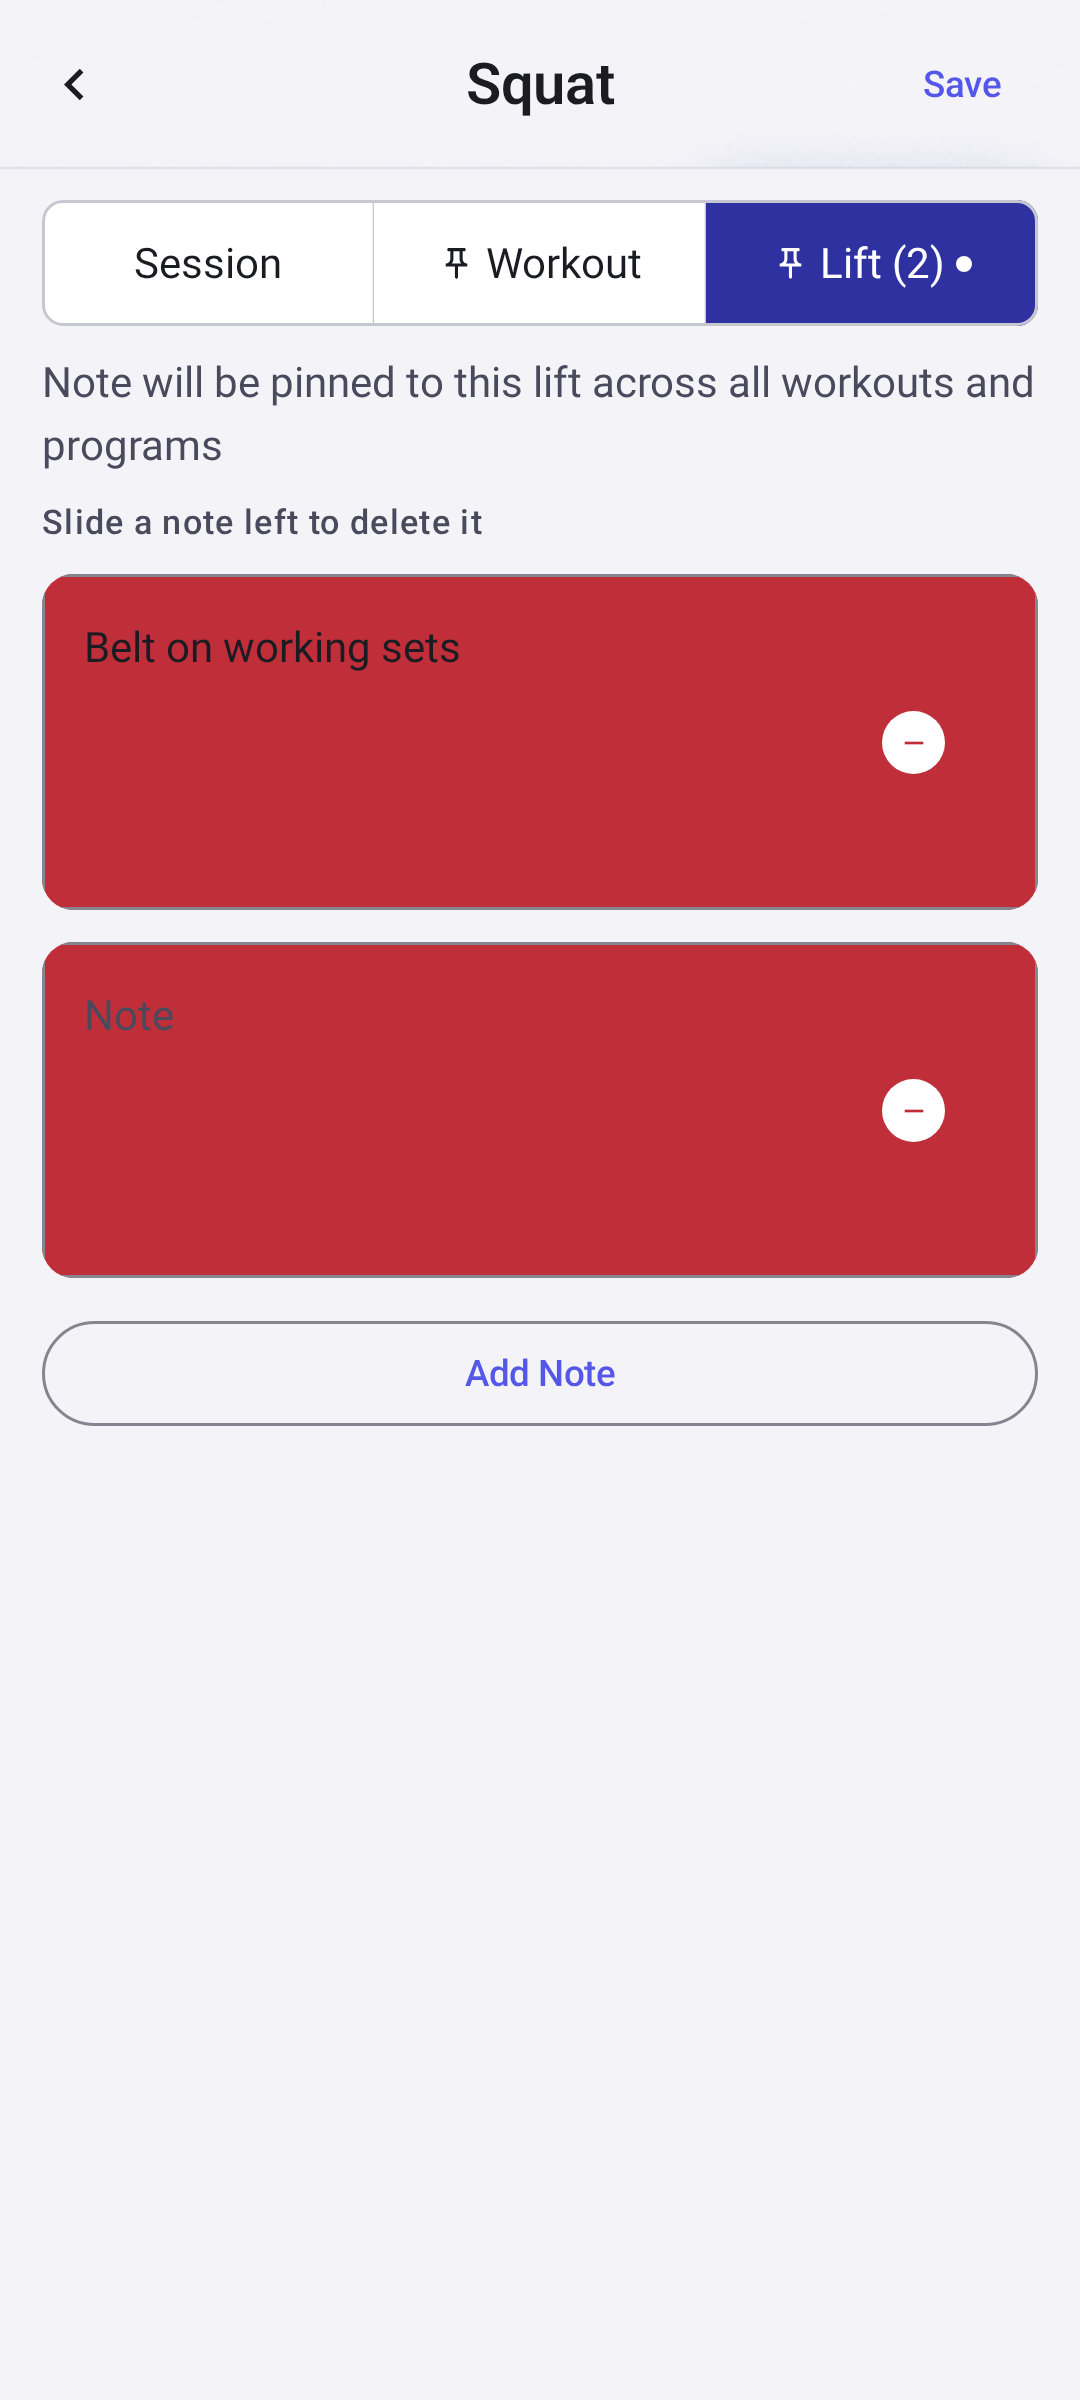 Squat
Save
Session
Workout
Lift (2)
Note will be pinned to this lift across all workouts and
programs
Slide a note left to delete it
Belt on working sets
Note
Add Note